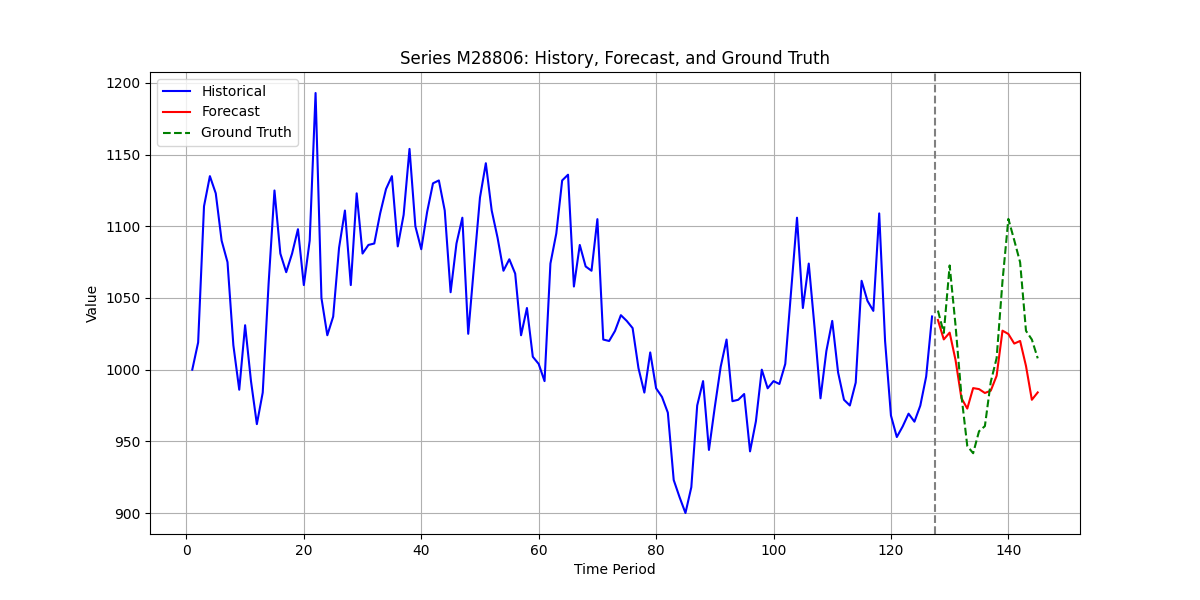 Series M28806: History, Forecast, and Ground Truth
Historical
Forecast
Ground Truth
1200
1150
1100
1050
1000
950
900
Value
0 20 40 60 80 100 120 140
Time Period